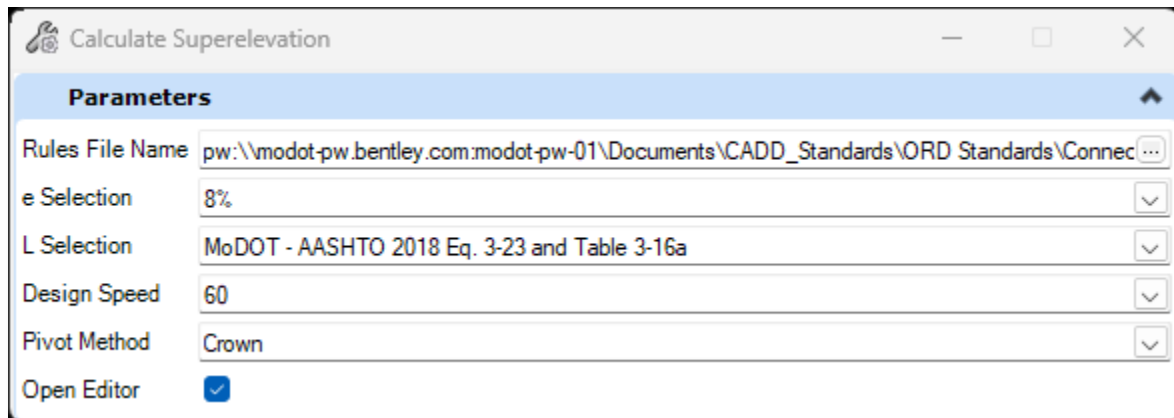 Calculate Superelevation
Parameters
Rules File Name pw:\\modot-pw.bentley.com:modot-pw-01\Documents\CADD_Standards\ORD Standards\Connec ...
e Selection 8%
L Selection MoDOT - AASHTO 2018 Eq. 3-23 and Table 3-16a
Design Speed 60
Pivot Method Crown
Open Editor